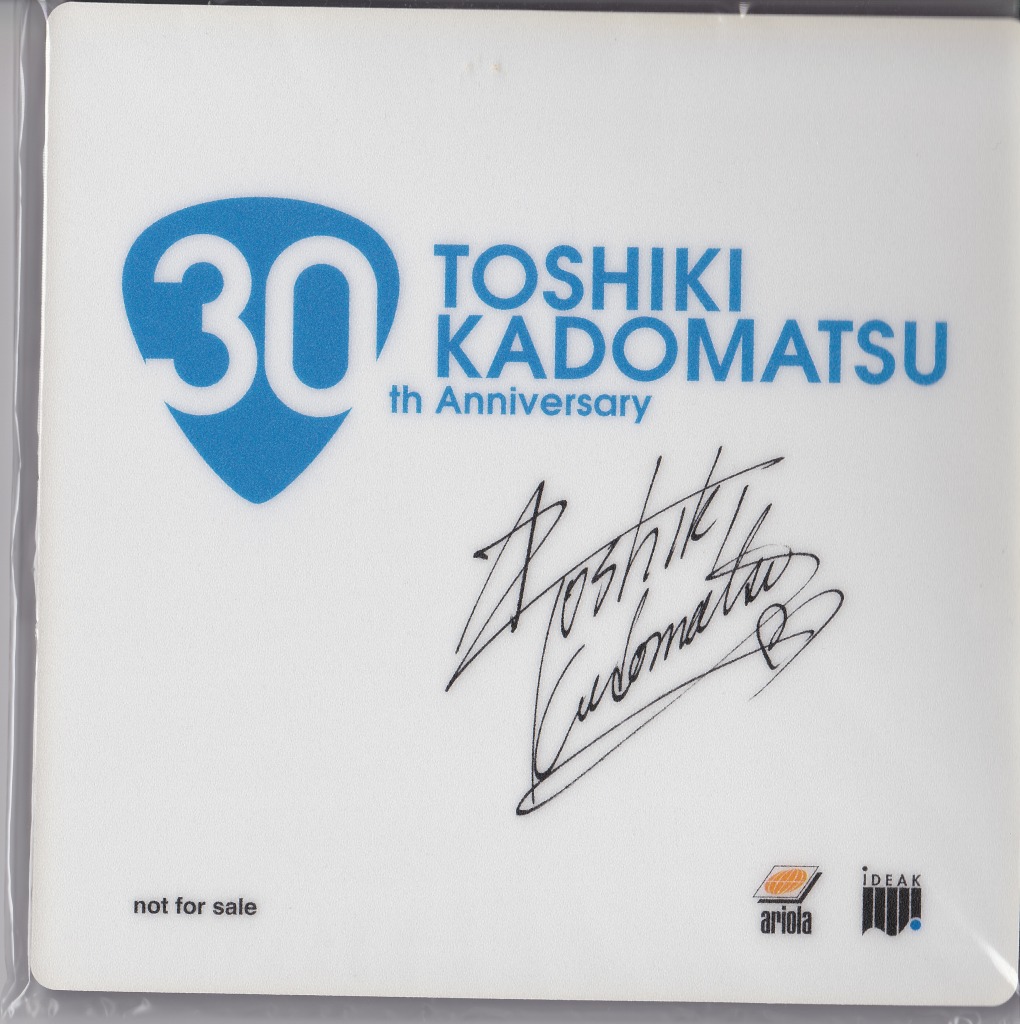 30
TOSHIKI
KADOMATSU
th Anniversary
Toshiki
Kadomatsu
not for sale
ariola
iDEAK